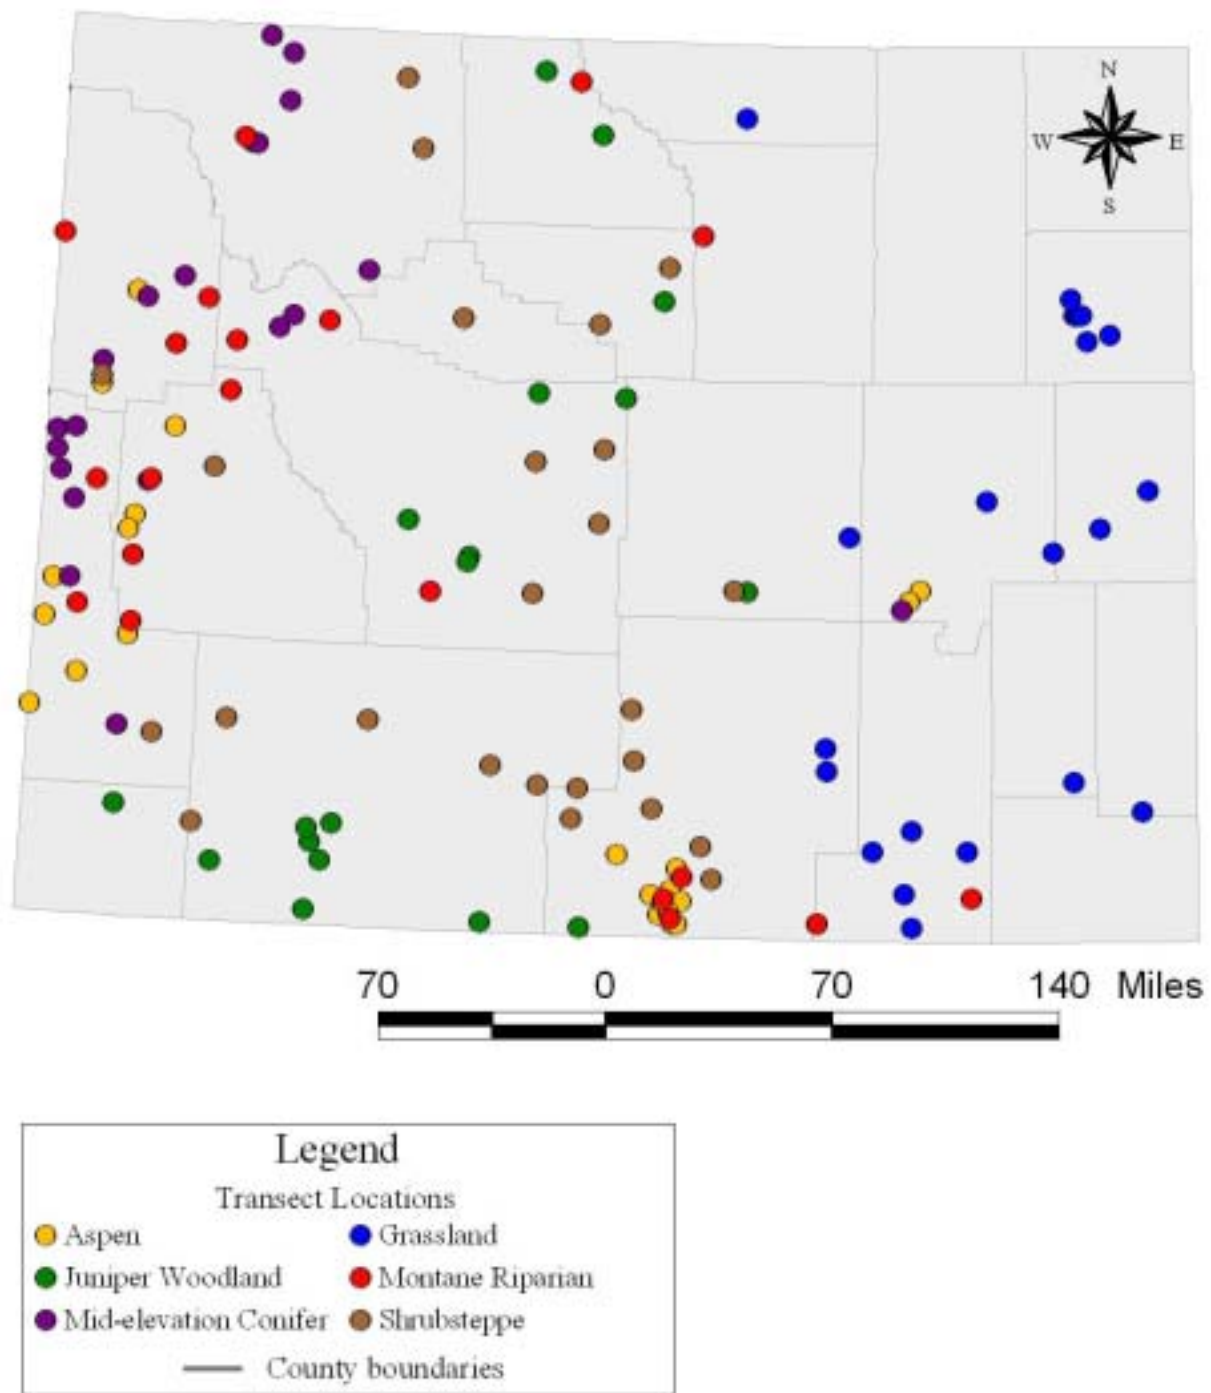 N
W E
S
70 0 70 140 Miles
Legend
Transect Locations
Aspen Grassland
Juniper Woodland Montane Riparian
Mid-elevation Conifer Shrubsteppe
County boundaries